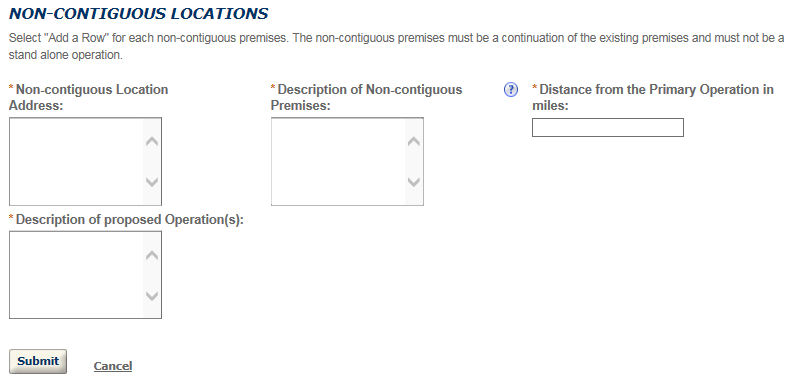 NON-CONTIGUOUS LOCATIONS
Select "Add a Row" for each non-contiguous premises. The non-contiguous premises must be a continuation of the existing premises and must not be a
stand alone operation.
*Non-contiguous Location
Address:
*Description of Non-contiguous
Premises:
? *Distance from the Primary Operation in
miles:
*Description of proposed Operation(s):
Submit
Cancel